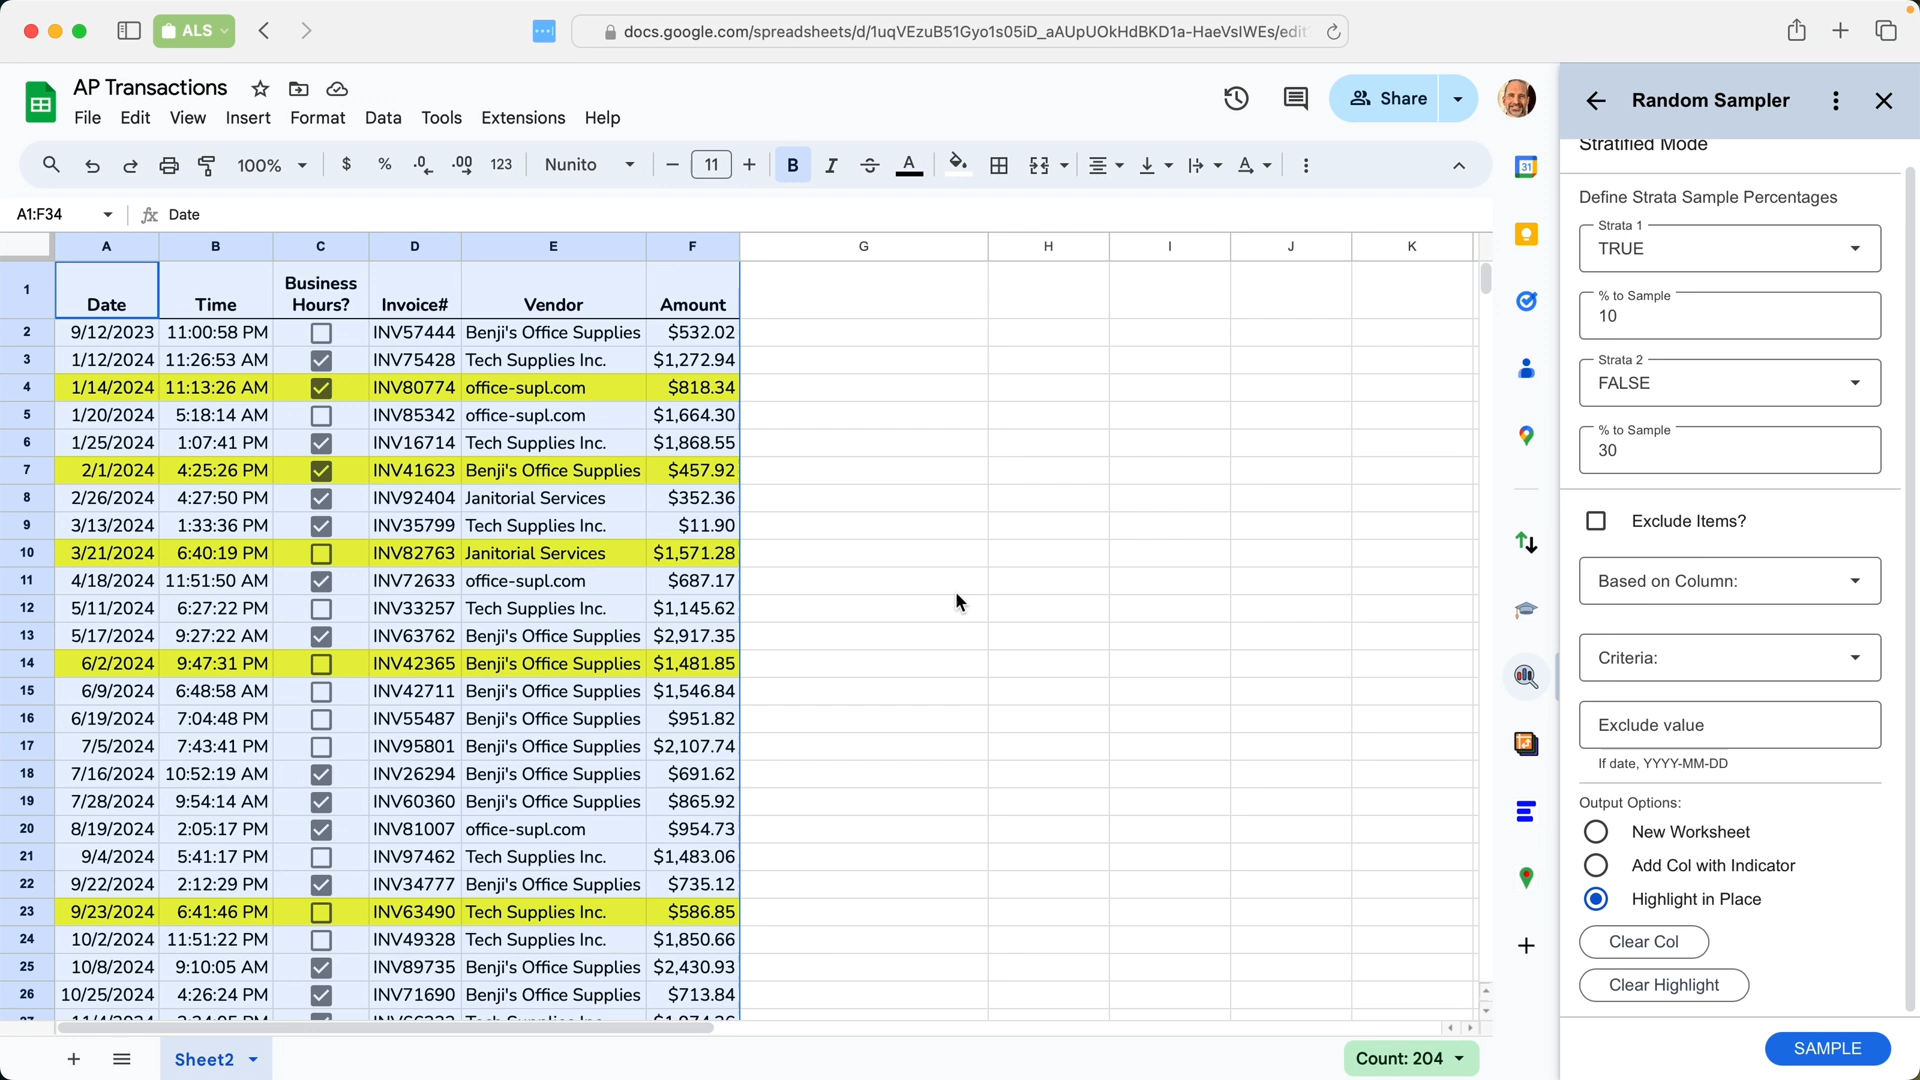 ALS
docs.google.com/spreadsheets/d/1uqVEzuB51Gyo1s05iD_aAUpUOkHdBKD1a-HaeVsIWEs/edit
AP Transactions
File Edit View Insert Format Data Tools Extensions Help
Share
100% $ % .0 .00 123 Nunito 11 B I A
A1:F34 fx Date
A B C D E F G H I J K
1 Date Time Business Hours? Invoice# Vendor Amount
2 9/12/2023 11:00:58 PM INV57444 Benji's Office Supplies $532.02
3 1/12/2024 11:26:53 AM INV75428 Tech Supplies Inc. $1,272.94
4 1/14/2024 11:13:26 AM INV80774 office-supl.com $818.34
5 1/20/2024 5:18:14 AM INV85342 office-supl.com $1,664.30
6 1/25/2024 1:07:41 PM INV16714 Tech Supplies Inc. $1,868.55
7 2/1/2024 4:25:26 PM INV41623 Benji's Office Supplies $457.92
8 2/26/2024 4:27:50 PM INV92404 Janitorial Services $352.36
9 3/13/2024 1:33:36 PM INV35799 Tech Supplies Inc. $11.90
10 3/21/2024 6:40:19 PM INV82763 Janitorial Services $1,571.28
11 4/18/2024 11:51:50 AM INV72633 office-supl.com $687.17
12 5/11/2024 6:27:22 PM INV33257 Tech Supplies Inc. $1,145.62
13 5/17/2024 9:27:22 AM INV63762 Benji's Office Supplies $2,917.35
14 6/2/2024 9:47:31 PM INV42365 Benji's Office Supplies $1,481.85
15 6/9/2024 6:48:58 AM INV42711 Benji's Office Supplies $1,546.84
16 6/19/2024 7:04:48 PM INV55487 Benji's Office Supplies $951.82
17 7/5/2024 7:43:41 PM INV95801 Benji's Office Supplies $2,107.74
18 7/16/2024 10:52:19 AM INV26294 Benji's Office Supplies $691.62
19 7/28/2024 9:54:14 AM INV60360 Benji's Office Supplies $865.92
20 8/19/2024 2:05:17 PM INV81007 office-supl.com $954.73
21 9/4/2024 5:41:17 PM INV97462 Tech Supplies Inc. $1,483.06
22 9/22/2024 2:12:29 PM INV34777 Benji's Office Supplies $735.12
23 9/23/2024 6:41:46 PM INV63490 Tech Supplies Inc. $586.85
24 10/2/2024 11:51:22 PM INV49328 Tech Supplies Inc. $1,850.66
25 10/8/2024 9:10:05 AM INV89735 Benji's Office Supplies $2,430.93
26 10/25/2024 4:26:24 PM INV71690 Benji's Office Supplies $713.84
Sheet2
Count: 204
31
Random Sampler
Stratified Mode
Define Strata Sample Percentages
Strata 1
TRUE
% to Sample
10
Strata 2
FALSE
% to Sample
30
Exclude Items?
Based on Column:
Criteria:
Exclude value
If date, YYYY-MM-DD
Output Options:
New Worksheet
Add Col with Indicator
Highlight in Place
Clear Col
Clear Highlight
SAMPLE